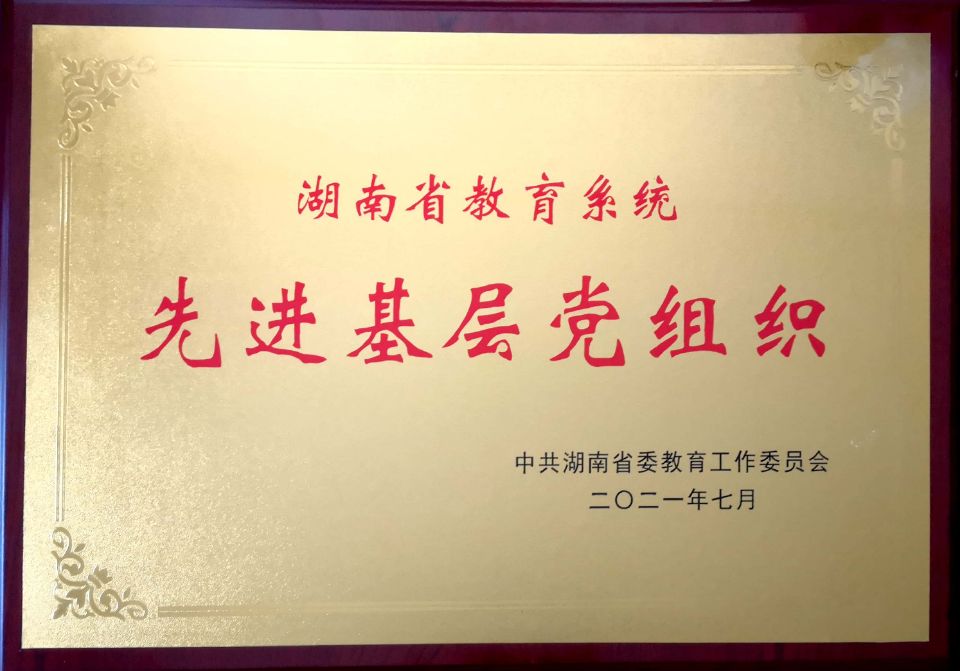 湖南省教育系统
先进基层党组织
中共湖南省委教育工作委员会
二〇二一年七月